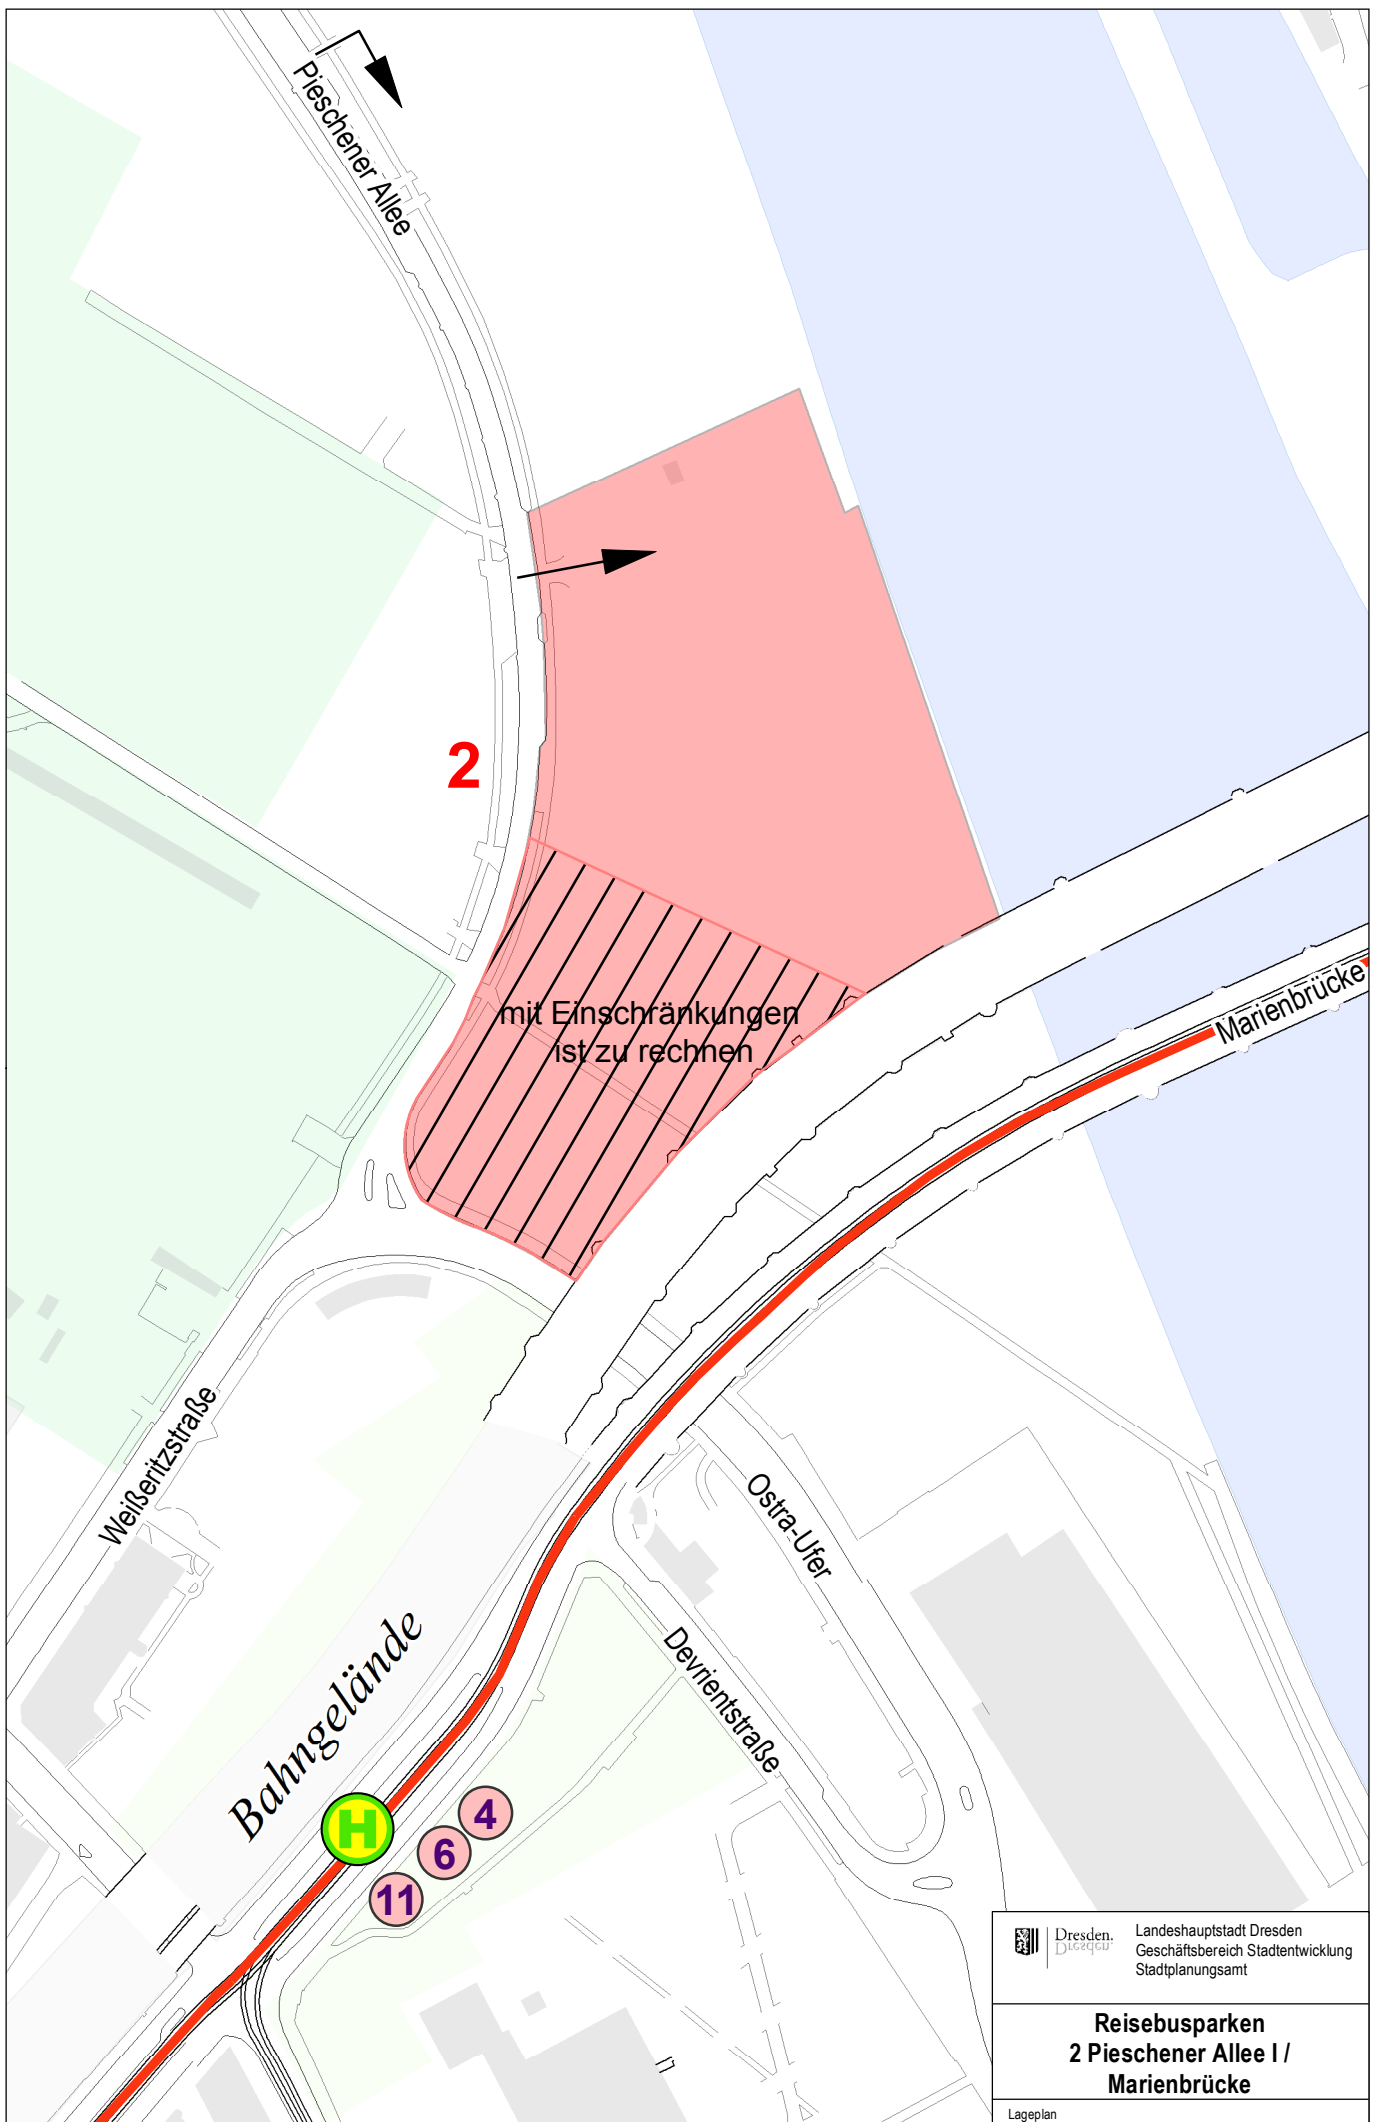 Pieschener Allee
2
mit Einschränkungen
ist zu rechnen
Marienbrücke
Weißeritzstraße
Ostra-Ufer
Devrientstraße
Bahngelände
H
4
6
11
Dresden.
Dresden.
Landeshauptstadt Dresden
Geschäftsbereich Stadtentwicklung
Stadtplanungsamt
Reisebusparken
2 Pieschener Allee I /
Marienbrücke
Lageplan